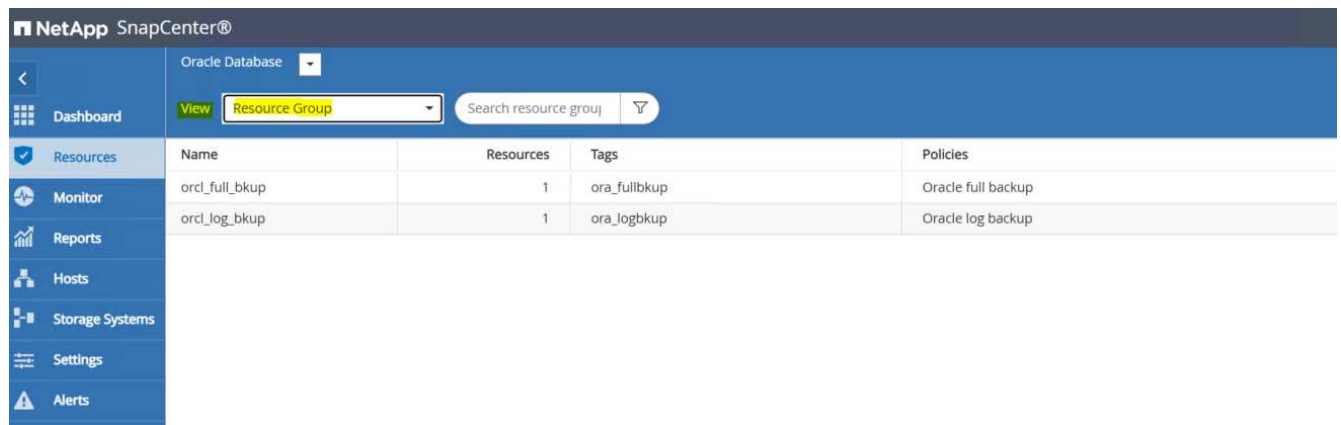 NetApp SnapCenter®
Oracle Database
View Resource Group Search resource grou
Dashboard
Resources
Monitor
Reports
Hosts
Storage Systems
Settings
Alerts
Name Resources Tags Policies
orcl_full_bkup 1 ora_fullbkup Oracle full backup
orcl_log_bkup 1 ora_logbkup Oracle log backup